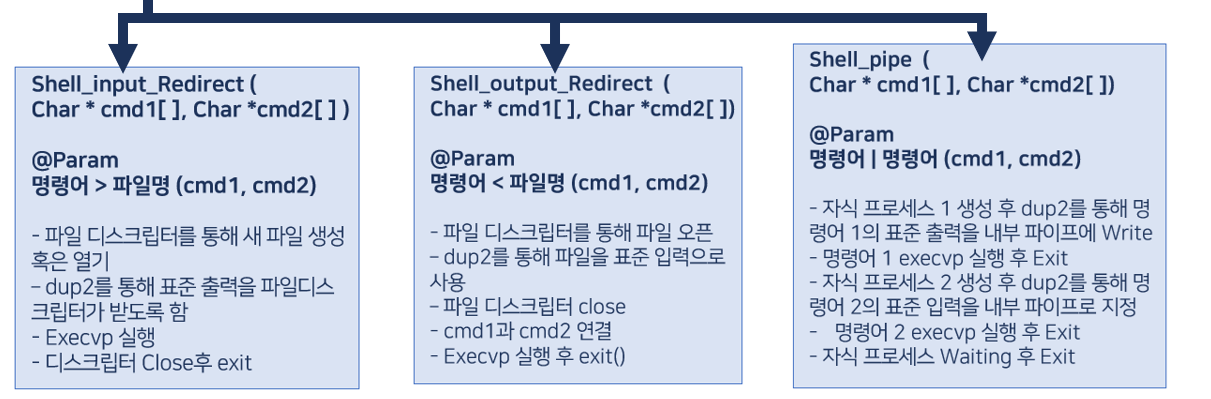 Shell_input_Redirect (
Char * cmd1[ ], Char *cmd2[ ] )
@Param
명령어 > 파일명 (cmd1, cmd2)
- 파일 디스크립터를 통해 새 파일 생성
혹은 열기
– dup2를 통해 표준 출력을 파일디스
크립터가 받도록 함
- Execvp 실행
- 디스크립터 Close후 exit
Shell_output_Redirect (
Char * cmd1[ ], Char *cmd2[ ])
@Param
명령어 < 파일명 (cmd1, cmd2)
- 파일 디스크립터를 통해 파일 오픈
– dup2를 통해 파일을 표준 입력으로
사용
– 파일 디스크립터 close
- cmd1과 cmd2 연결
- Execvp 실행 후 exit()
Shell_pipe (
Char * cmd1[ ], Char *cmd2[ ])
@Param
명령어 | 명령어 (cmd1, cmd2)
- 자식 프로세스 1 생성 후 dup2를 통해 명
령어 1의 표준 출력을 내부 파이프에 Write
- 명령어 1 execvp 실행 후 Exit
- 자식 프로세스 2 생성 후 dup2를 통해 명
령어 2의 표준 입력을 내부 파이프로 지정
- 명령어 2 execvp 실행 후 Exit
- 자식 프로세스 Waiting 후 Exit